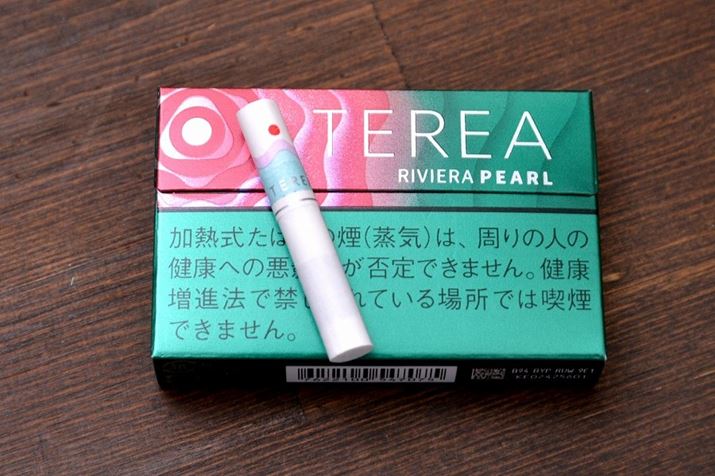 TEREA
RIVIERA PEARL
TERE
加熱式たば の煙(蒸気)は、周りの人の
健康への悪 が否定できません。健康
増進法で禁 れている場所では喫煙
できません。